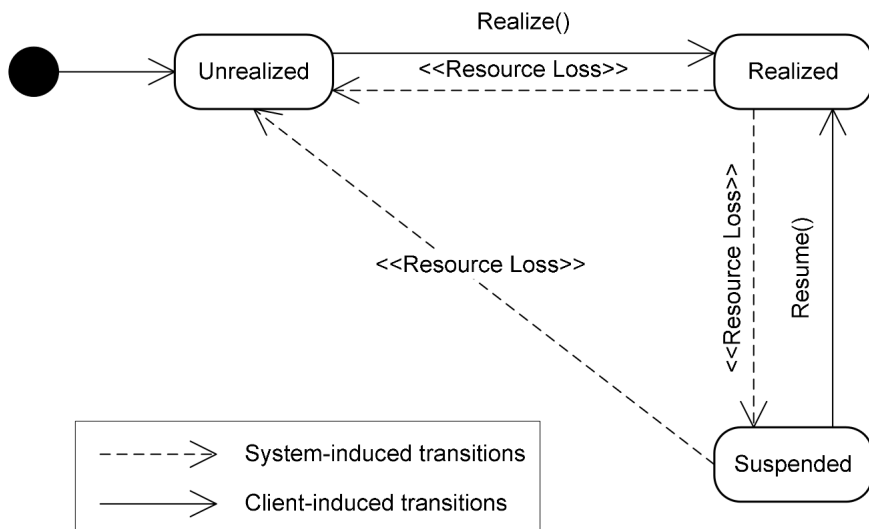 Realize()
Unrealized
<<Resource Loss>>
Realized
<<Resource Loss>>
<<Resource Loss>>
Resume()
Suspended
System-induced transitions
Client-induced transitions